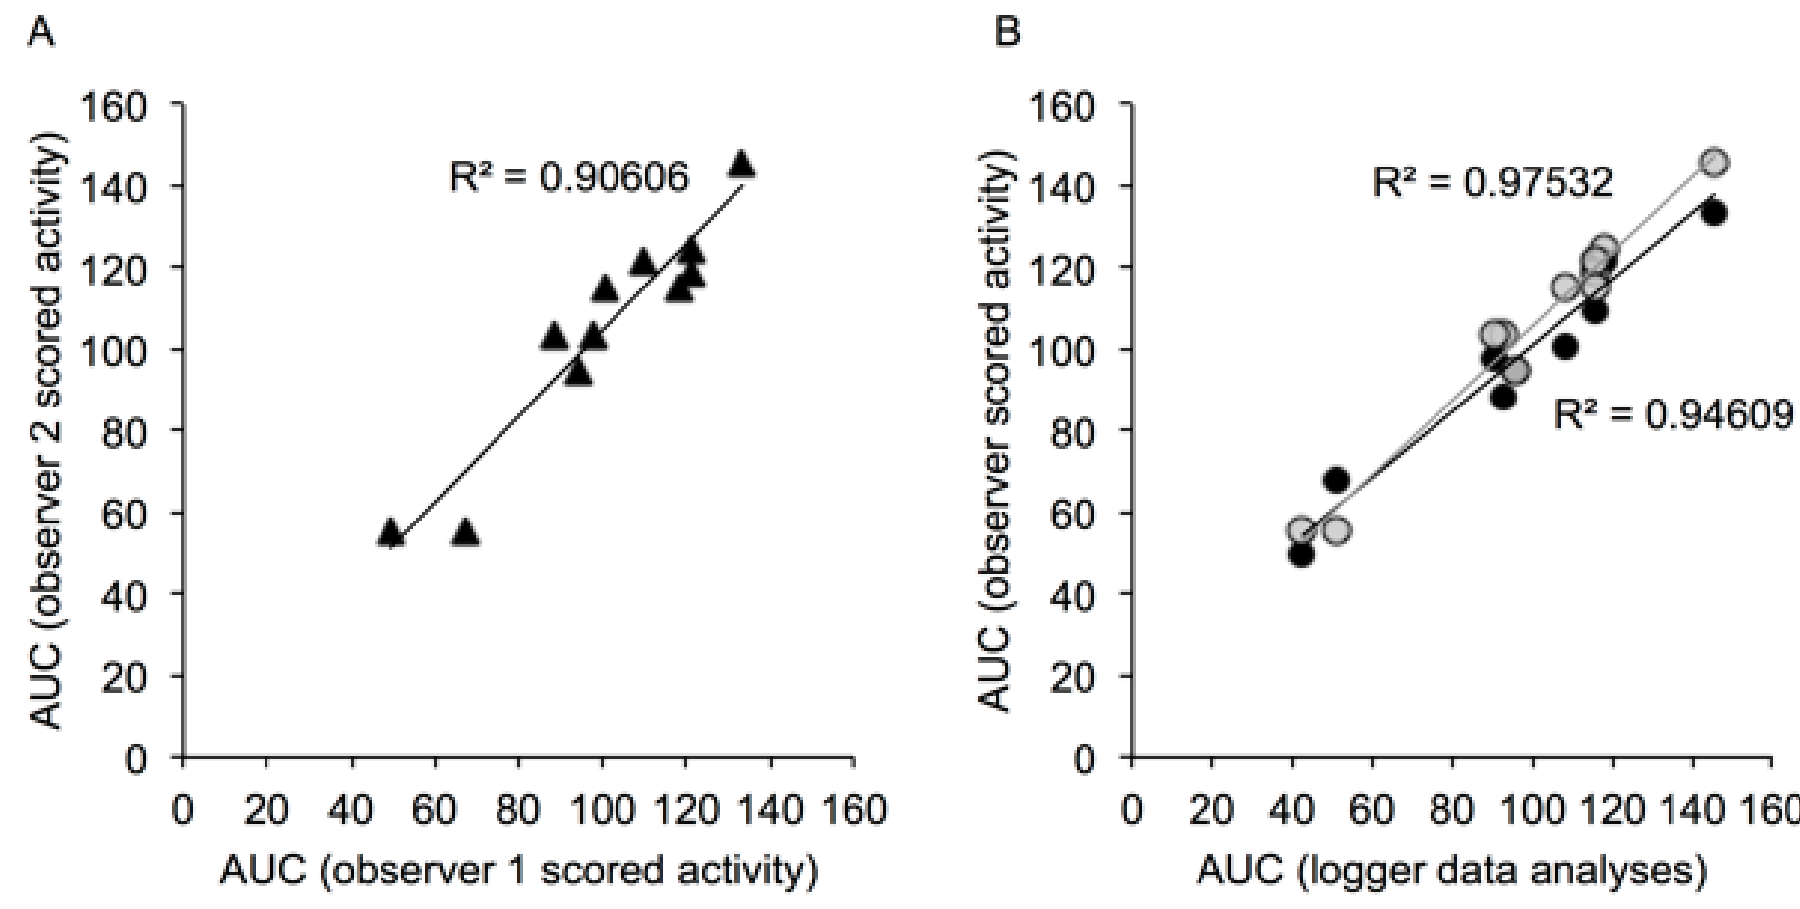 A
AUC (observer 2 scored activity)
160
140
120
100
80
60
40
20
0
R² = 0.90606
0 20 40 60 80 100 120 140 160
AUC (observer 1 scored activity)
B
AUC (observer scored activity)
160
140
120
100
80
60
40
20
0
R² = 0.97532
R² = 0.94609
0 20 40 60 80 100 120 140 160
AUC (logger data analyses)